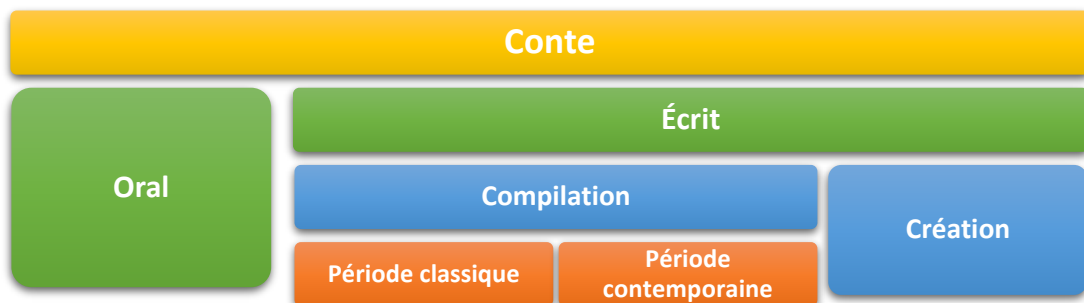 Conte
Oral
Écrit
Compilation
Création
Période classique
Période
contemporaine